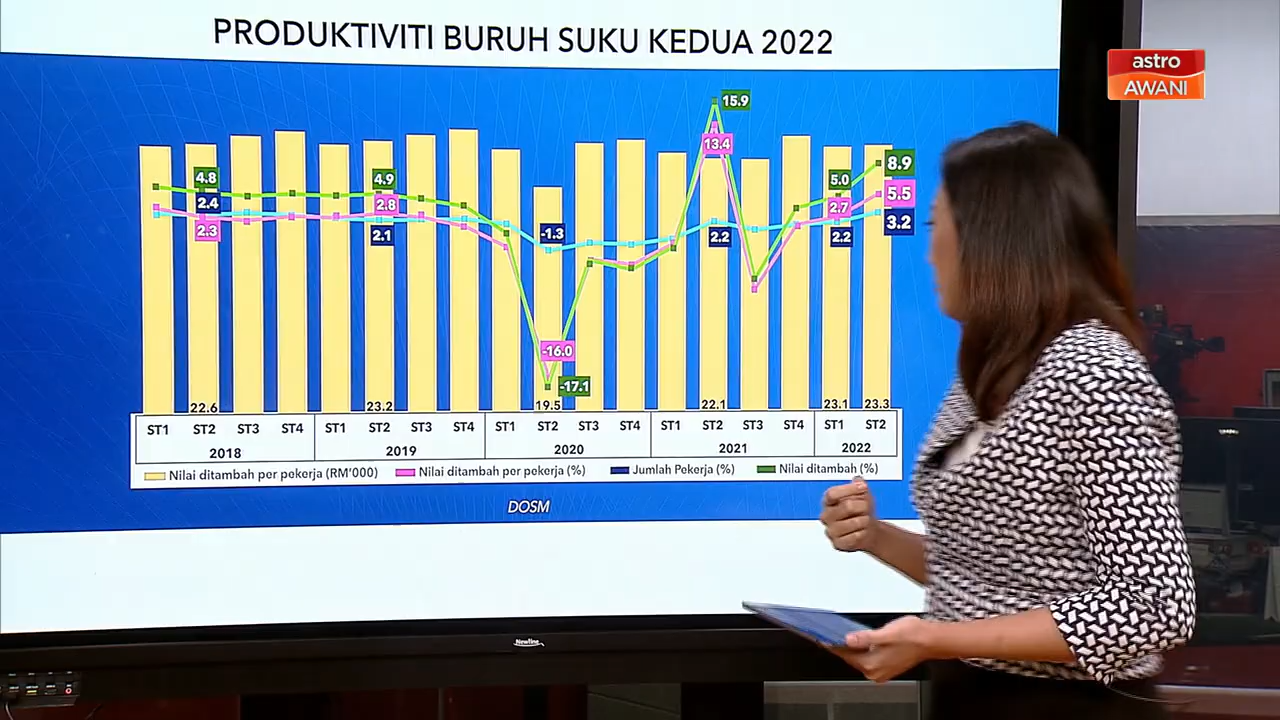 PRODUKTIVITI BURUH SUKU KEDUA 2022
astro
AWANI
15.9
13.4
4.8
2.4
2.3
4.9
2.8
2.1
-1.3
-16.0
-17.1
2.2
5.0
2.7
2.2
8.9
5.5
3.2
22.6 23.2 19.5 22.1 23.1 23.3
ST1 ST2 ST3 ST4 ST1 ST2 ST3 ST4 ST1 ST2 ST3 ST4 ST1 ST2 ST3 ST4 ST1 ST2
2018 2019 2020 2021 2022
Nilai ditambah per pekerja (RM'000) Nilai ditambah per pekerja (%) Jumlah Pekerja (%) Nilai ditambah (%)
DOSM
Newline